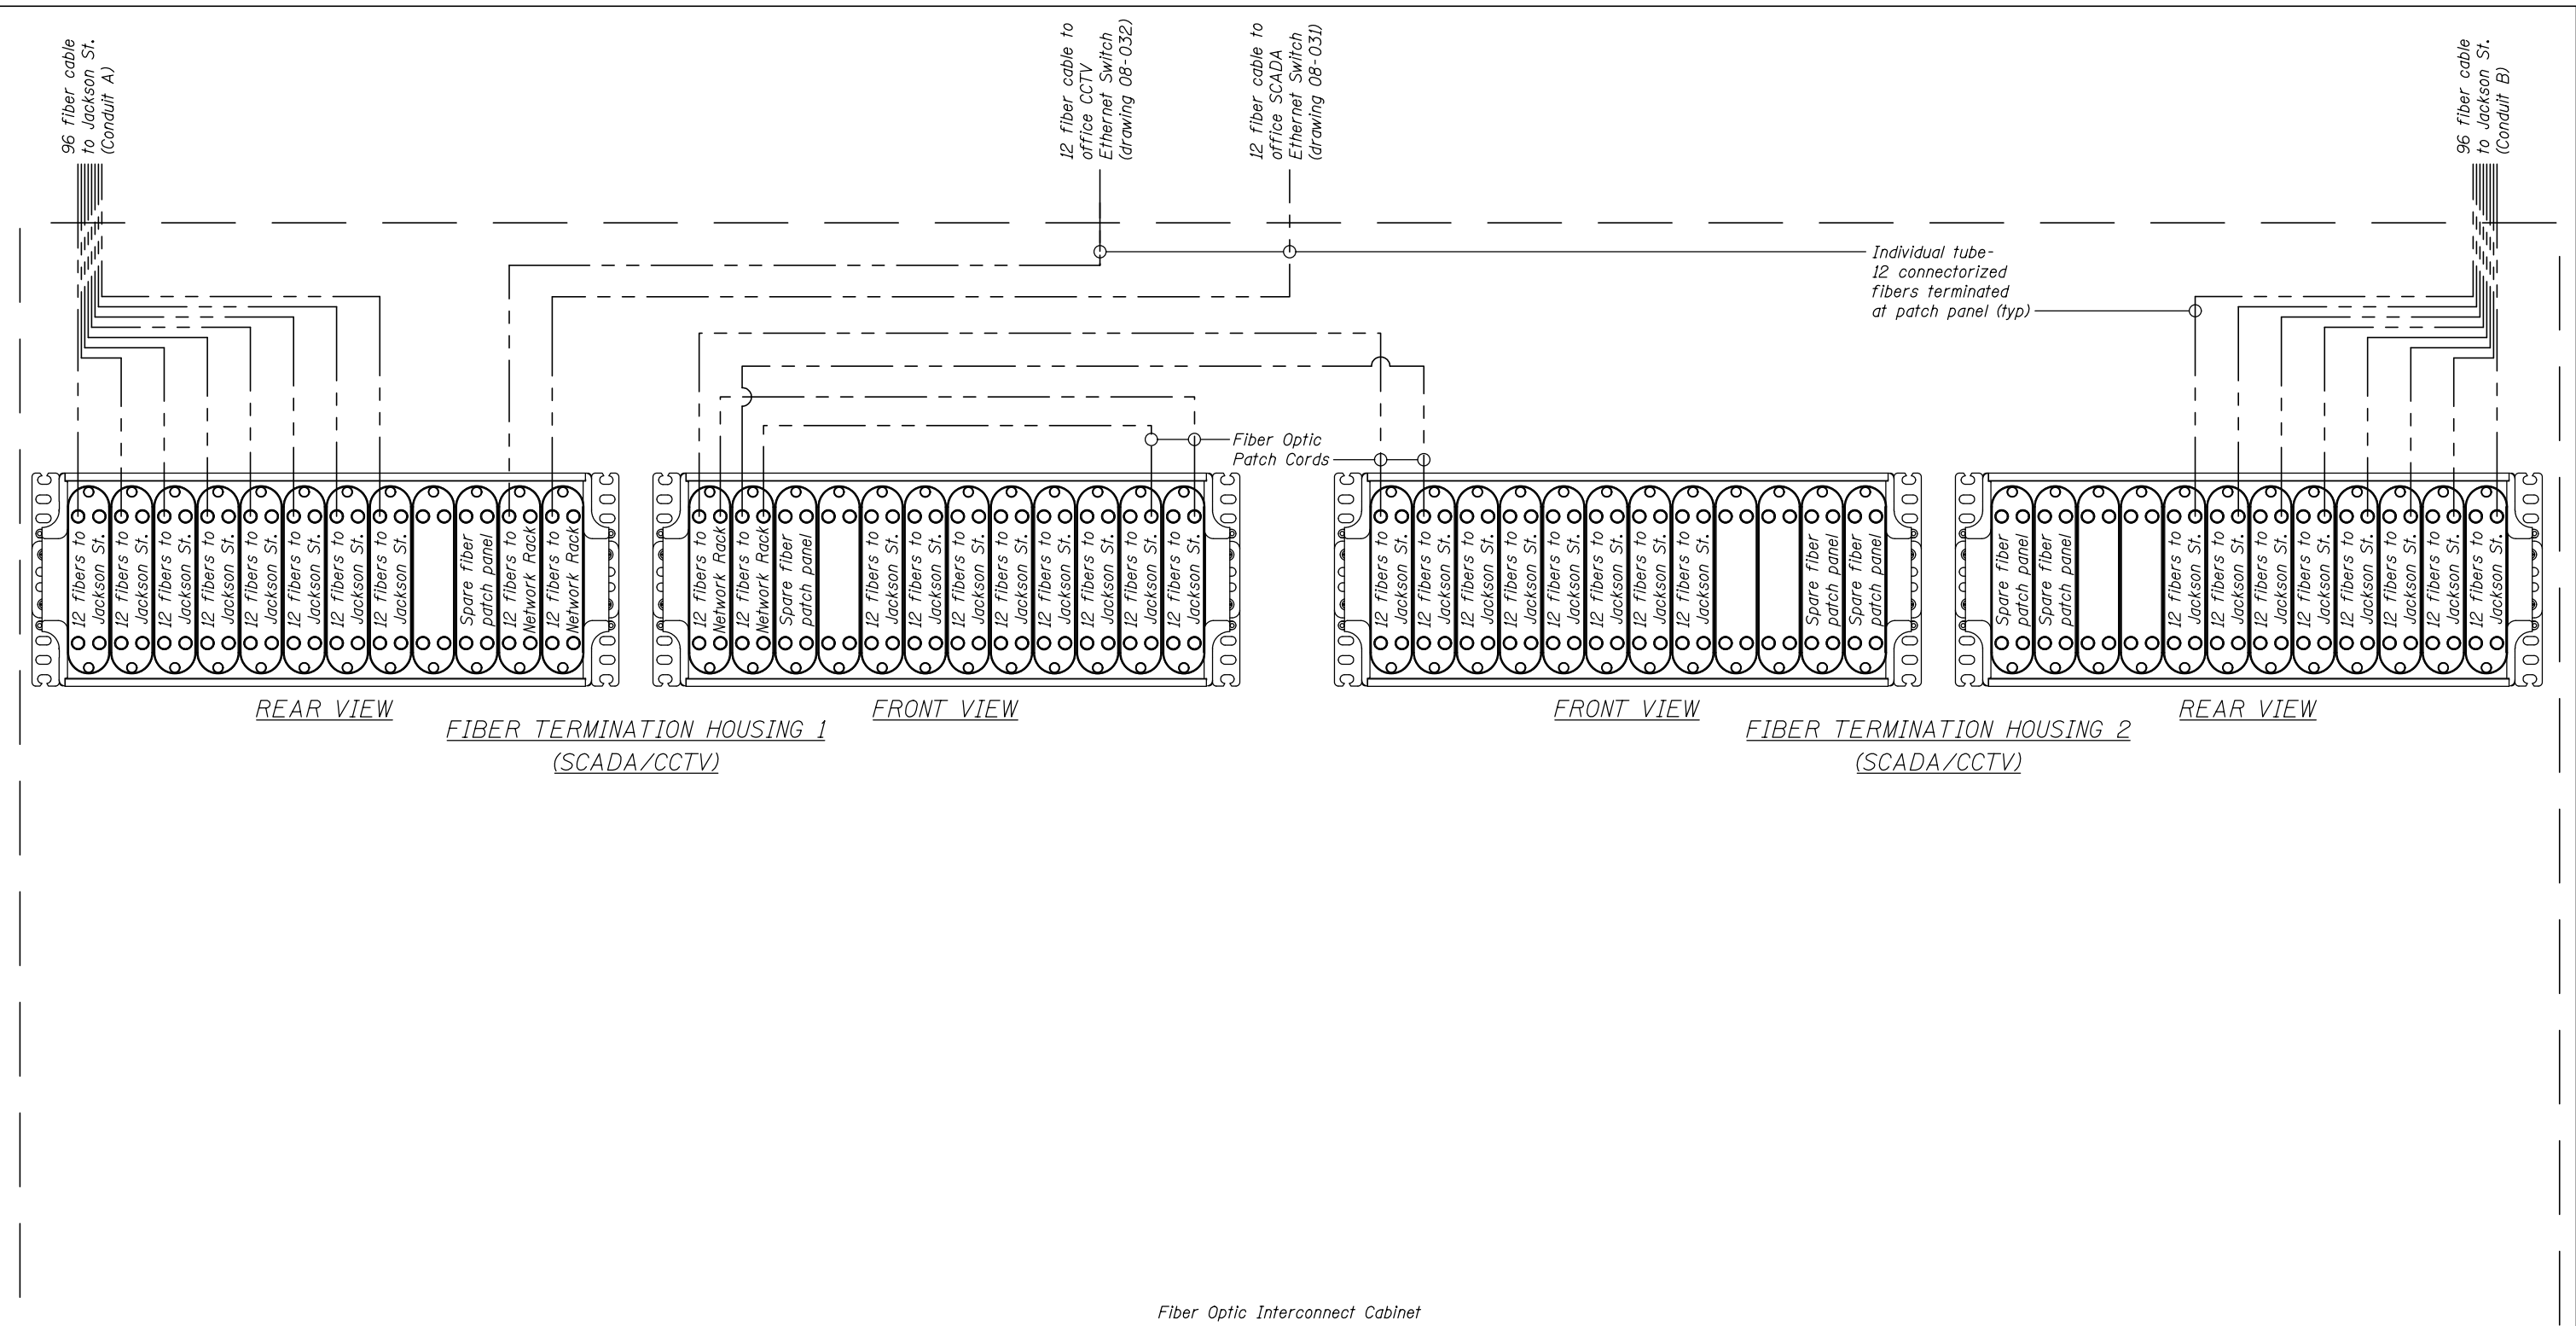 96 fiber cable
to Jackson St.
(Conduit A)
12 fiber cable to
office CCTV
Ethernet Switch
(drawing 08-032)
12 fiber cable to
office SCADA
Ethernet Switch
(drawing 08-031)
96 fiber cable
to Jackson St.
(Conduit B)
Individual tube-
12 connectorized
fibers terminated
at patch panel (typ)
Fiber Optic
Patch Cords
12 fibers to
Jackson St.
12 fibers to
Jackson St.
12 fibers to
Jackson St.
12 fibers to
Jackson St.
12 fibers to
Jackson St.
12 fibers to
Jackson St.
12 fibers to
Jackson St.
12 fibers to
Jackson St.
Spare fiber
patch panel
12 fibers to
Network Rack
12 fibers to
Network Rack
12 fibers to
Network Rack
12 fibers to
Network Rack
Spare fiber
patch panel
12 fibers to
Jackson St.
12 fibers to
Jackson St.
12 fibers to
Jackson St.
12 fibers to
Jackson St.
12 fibers to
Jackson St.
12 fibers to
Jackson St.
12 fibers to
Jackson St.
12 fibers to
Jackson St.
12 fibers to
Jackson St.
12 fibers to
Jackson St.
12 fibers to
Jackson St.
12 fibers to
Jackson St.
12 fibers to
Jackson St.
12 fibers to
Jackson St.
12 fibers to
Jackson St.
12 fibers to
Jackson St.
Spare fiber
patch panel
Spare fiber
patch panel
Spare fiber
patch panel
Spare fiber
patch panel
12 fibers to
Jackson St.
12 fibers to
Jackson St.
12 fibers to
Jackson St.
12 fibers to
Jackson St.
12 fibers to
Jackson St.
12 fibers to
Jackson St.
12 fibers to
Jackson St.
12 fibers to
Jackson St.
REAR VIEW
FRONT VIEW
FIBER TERMINATION HOUSING 1
(SCADA/CCTV)
FRONT VIEW
REAR VIEW
FIBER TERMINATION HOUSING 2
(SCADA/CCTV)
Fiber Optic Interconnect Cabinet